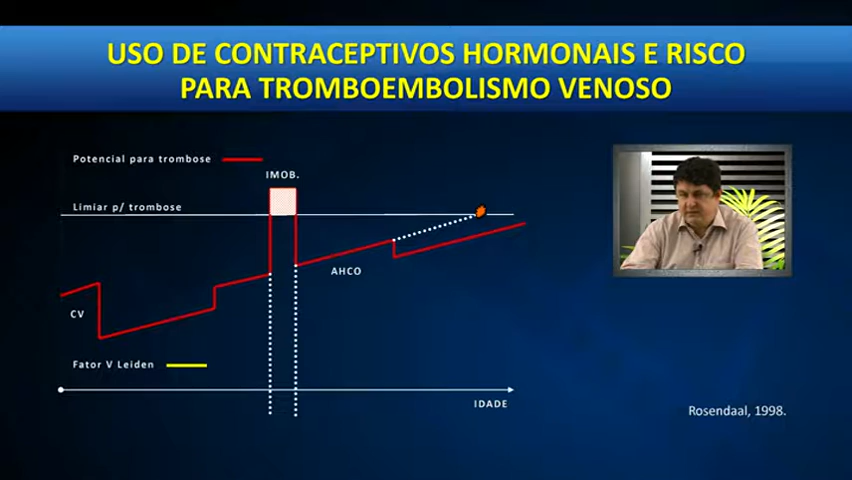 USO DE CONTRACEPTIVOS HORMONAIS E RISCO
PARA TROMBOEMBOLISMO VENOSO
Potencial para trombose
IMOB.
Limiar p/ trombose
AHCO
CV
Fator V Leiden
IDADE
Rosendaal, 1998.